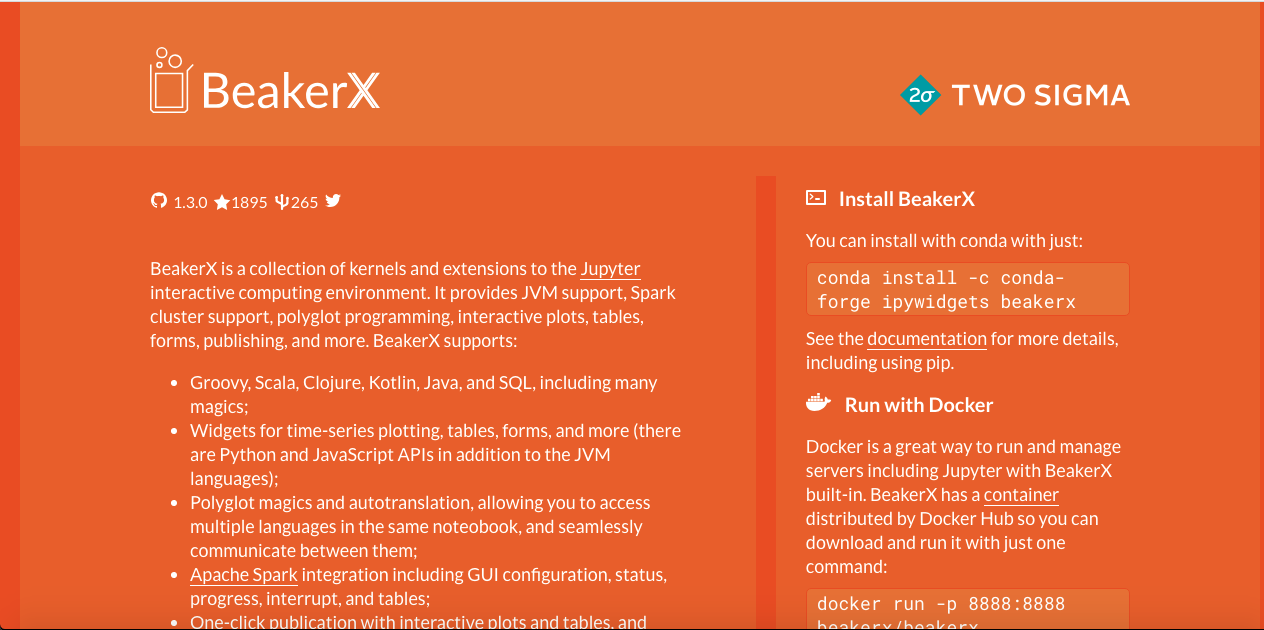 BeakerX
2σ TWO SIGMA
1.3.0 1895 265
BeakerX is a collection of kernels and extensions to the Jupyter
interactive computing environment. It provides JVM support, Spark
cluster support, polyglot programming, interactive plots, tables,
forms, publishing, and more. BeakerX supports:
• Groovy, Scala, Clojure, Kotlin, Java, and SQL, including many
magics;
• Widgets for time-series plotting, tables, forms, and more (there
are Python and JavaScript APIs in addition to the JVM
languages);
• Polyglot magics and autotranslation, allowing you to access
multiple languages in the same noteobook, and seamlessly
communicate between them;
• Apache Spark integration including GUI configuration, status,
progress, interrupt, and tables;
• One-click publication with interactive plots and tables, and
Install BeakerX
You can install with conda with just:
conda install -c conda-
forge ipywidgets beakerx
See the documentation for more details,
including using pip.
Run with Docker
Docker is a great way to run and manage
servers including Jupyter with BeakerX
built-in. BeakerX has a container
distributed by Docker Hub so you can
download and run it with just one
command:
docker run -p 8888:8888
beakerx/beakerx